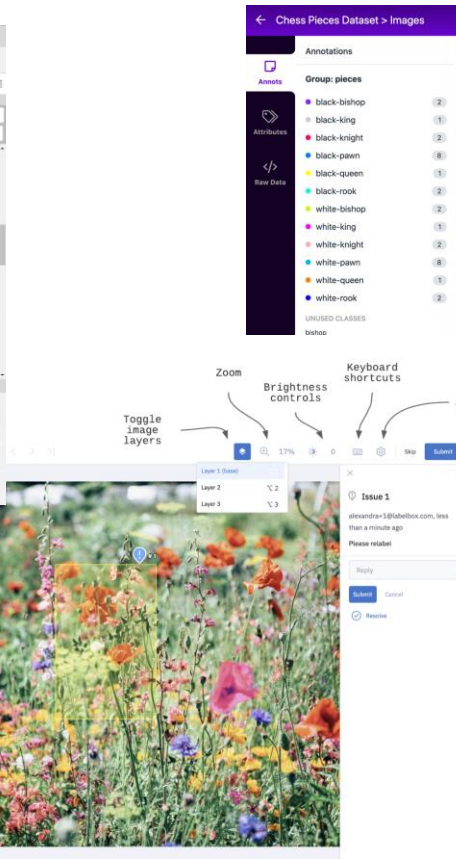 ← Chess Pieces Dataset > Images
Annotations
Annots
Group: pieces
black-bishop 2
black-king 1
black-knight 2
Attributes
black-pawn 8
black-queen 1
black-rook 2
Raw Data
white-bishop 2
white-king 1
white-knight 2
white-pawn 8
white-queen 1
white-rook 2
UNUSED CLASSES
bishop
Zoom
Keyboard
shortcuts
Brightness
controls
Toggle
image
layers
17% 0 Skip Submit
Layer 1 (base)
Layer 2 ⌥ 2
Layer 3 ⌥ 3
Issue 1
alexandra+1@labelbox.com, less
than a minute ago
Please relabel
Reply
Submit Cancel
Resolve